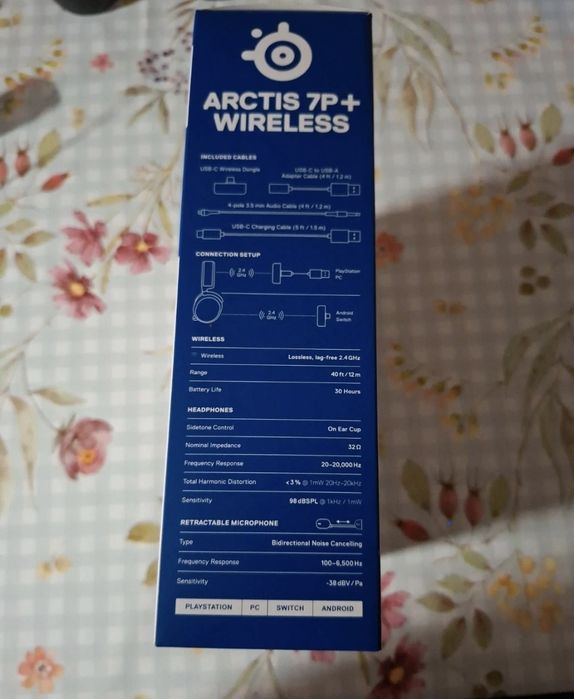 ARCTIS 7P+
WIRELESS
INCLUDED CABLES
USB-C Wireless Dongle
USB-C to USB-A
Adapter Cable (4 ft / 1.2 m)
4-pole 3.5 mm Audio Cable (4 ft / 1.2 m)
USB-C Charging Cable (5 ft / 1.5 m)
CONNECTION SETUP
2.4
GHz
PlayStation
PC
2.4
GHz
Android
Switch
WIRELESS
Wireless Lossless, lag-free 2.4 GHz
Range 40 ft / 12 m
Battery Life 30 Hours
HEADPHONES
Sidetone Control On Ear Cup
Nominal Impedance 32 Ω
Frequency Response 20–20,000 Hz
Total Harmonic Distortion <3% @ 1mW 20Hz–20kHz
Sensitivity 98 dBSPL @ 1kHz / 1mW
RETRACTABLE MICROPHONE
Type Bidirectional Noise Cancelling
Frequency Response 100–6,500 Hz
Sensitivity -38 dBV / Pa
PLAYSTATION PC SWITCH ANDROID